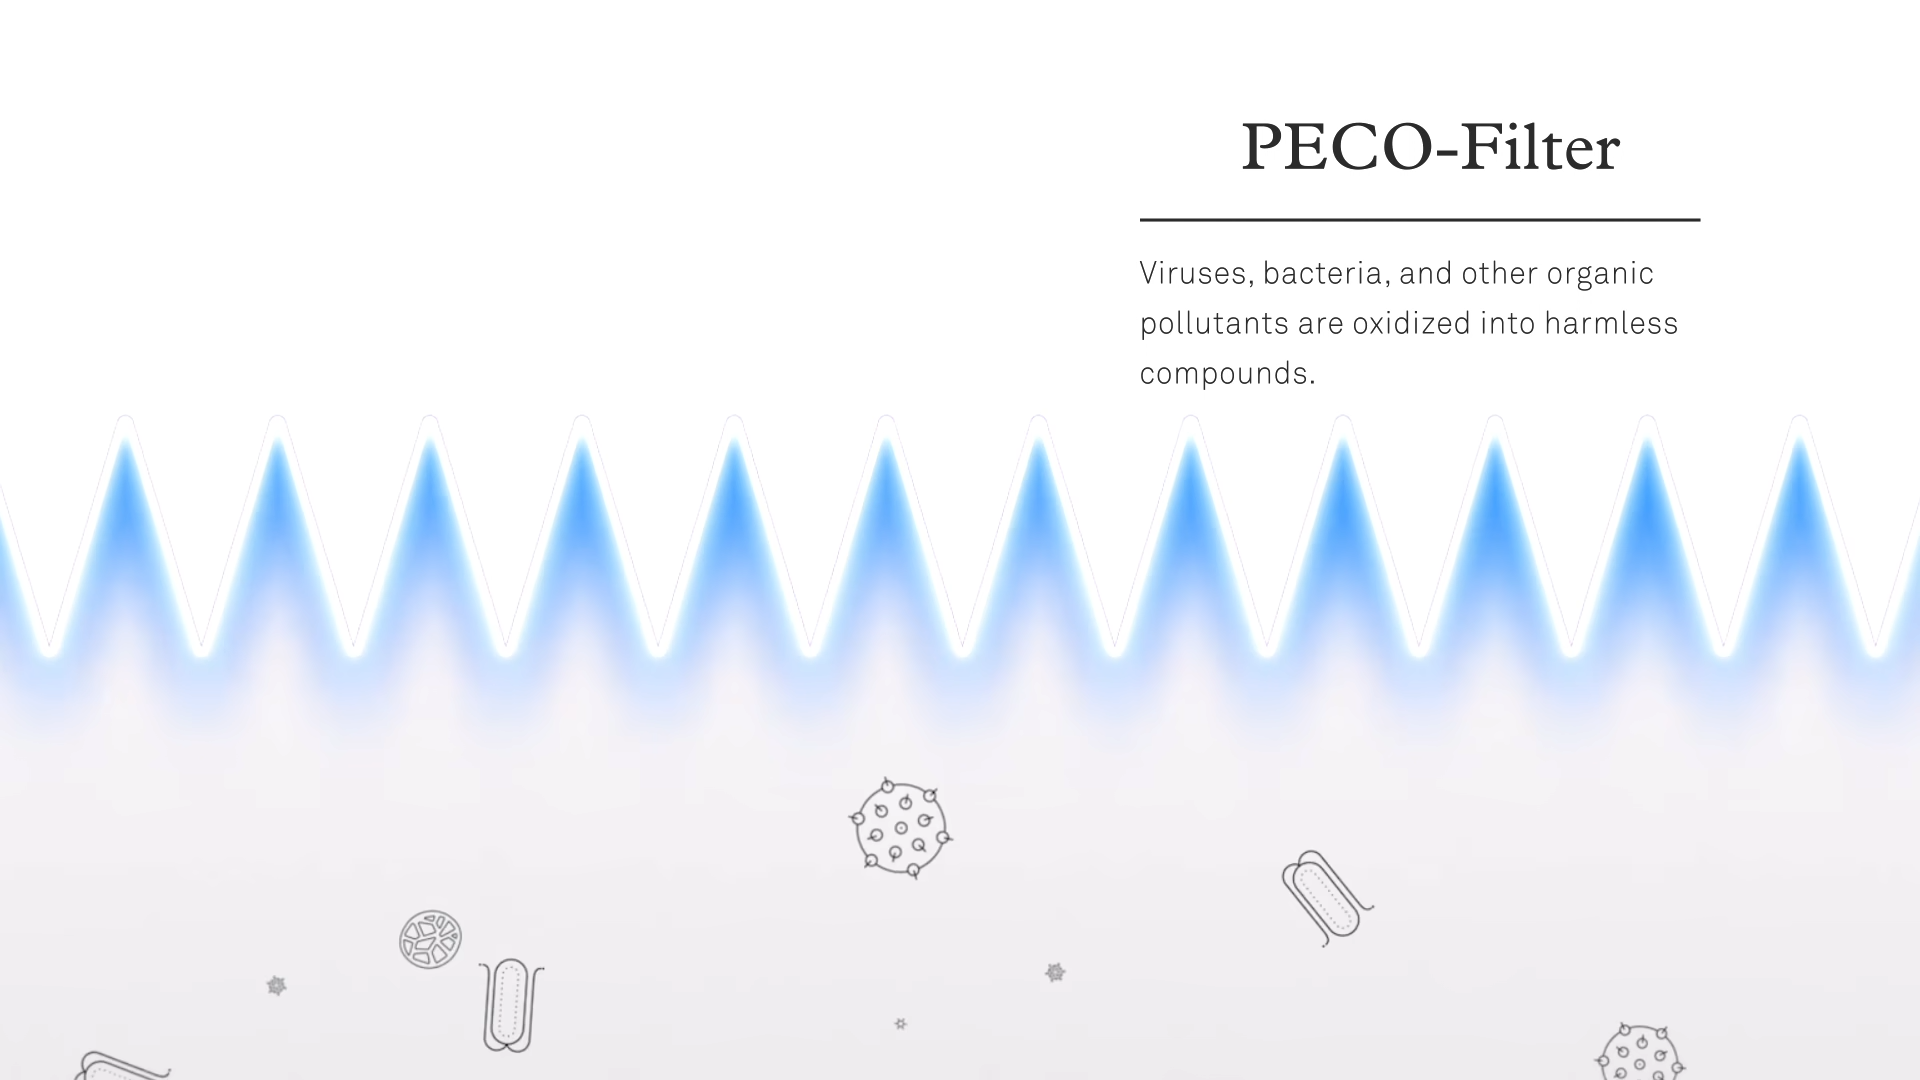 PECO-Filter
Viruses, bacteria, and other organic
pollutants are oxidized into harmless
compounds.